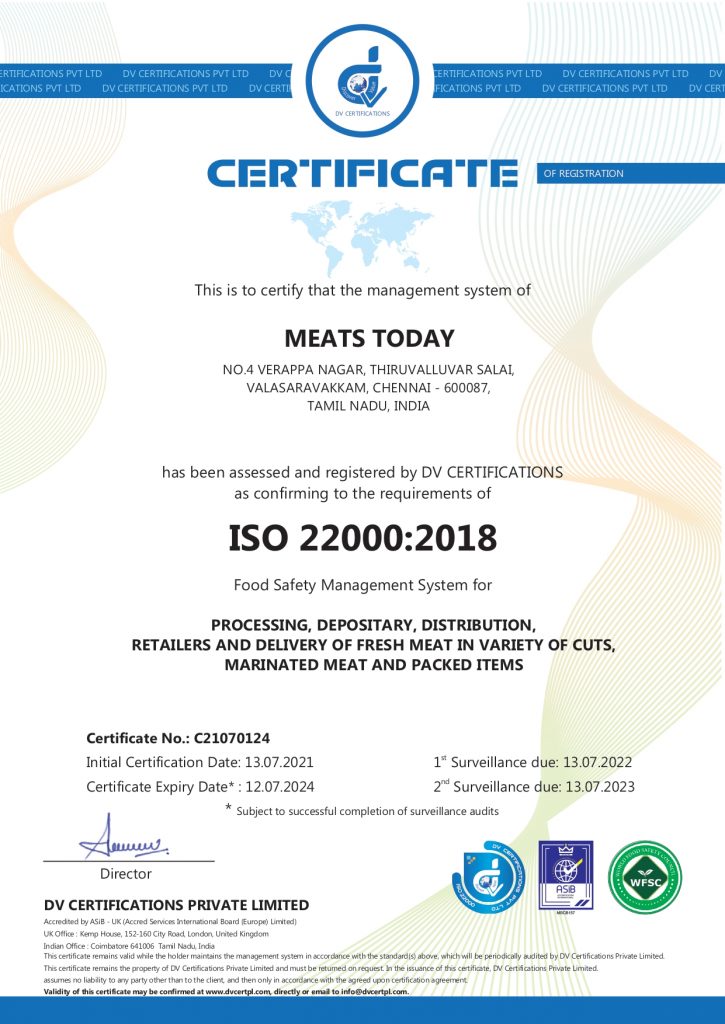 ERTIFICATIONS PVT LTD DV CERTIFICATIONS PVT LTD DV C ERTIFICATIONS PVT LTD DV CERTIFICATIONS PVT LTD DV
ICATIONS PVT LTD DV CERTIFICATIONS PVT LTD DV CERTI IFICATIONS PVT LTD DV CERTIFICATIONS PVT LTD DV CERT
DV CERTIFICATIONS
CERTIFICATE
OF REGISTRATION
This is to certify that the management system of
MEATS TODAY
NO.4 VERAPPA NAGAR, THIRUVALLUVAR SALAI,
VALASARAVAKKAM, CHENNAI - 600087,
TAMIL NADU, INDIA
has been assessed and registered by DV CERTIFICATIONS
as confirming to the requirements of
ISO 22000:2018
Food Safety Management System for
PROCESSING, DEPOSITARY, DISTRIBUTION,
RETAILERS AND DELIVERY OF FRESH MEAT IN VARIETY OF CUTS,
MARINATED MEAT AND PACKED ITEMS
Certificate No.: C21070124
Initial Certification Date: 13.07.2021 1st Surveillance due: 13.07.2022
Certificate Expiry Date* : 12.07.2024 2nd Surveillance due: 13.07.2023
* Subject to successful completion of surveillance audits
Director
DV CERTIFICATIONS PVT LTD
ASiB
WORLD FOOD SAFETY COUNCIL
WFSC
DV CERTIFICATIONS PRIVATE LIMITED
Accredited by ASiB - UK (Accred Services International Board (Europe) Limited)
UK Office : Kemp House, 152-160 City Road, London, United Kingdom
Indian Office : Coimbatore 641006 Tamil Nadu, India
This certificate remains valid while the holder maintains the management system in accordance with the standard(s) above, which will be periodically audited by DV Certifications Private Limited.
This certificate remains the property of DV Certifications Private Limited and must be returned on request. In the issuance of this certificate, DV Certifications Private Limited.
assumes no liability to any party other than to the client, and then only in accordance with the agreed upon certification agreement.
Validity of this certificate may be confirmed at www.dvcertpl.com, directly or email to info@dvcertpl.com.